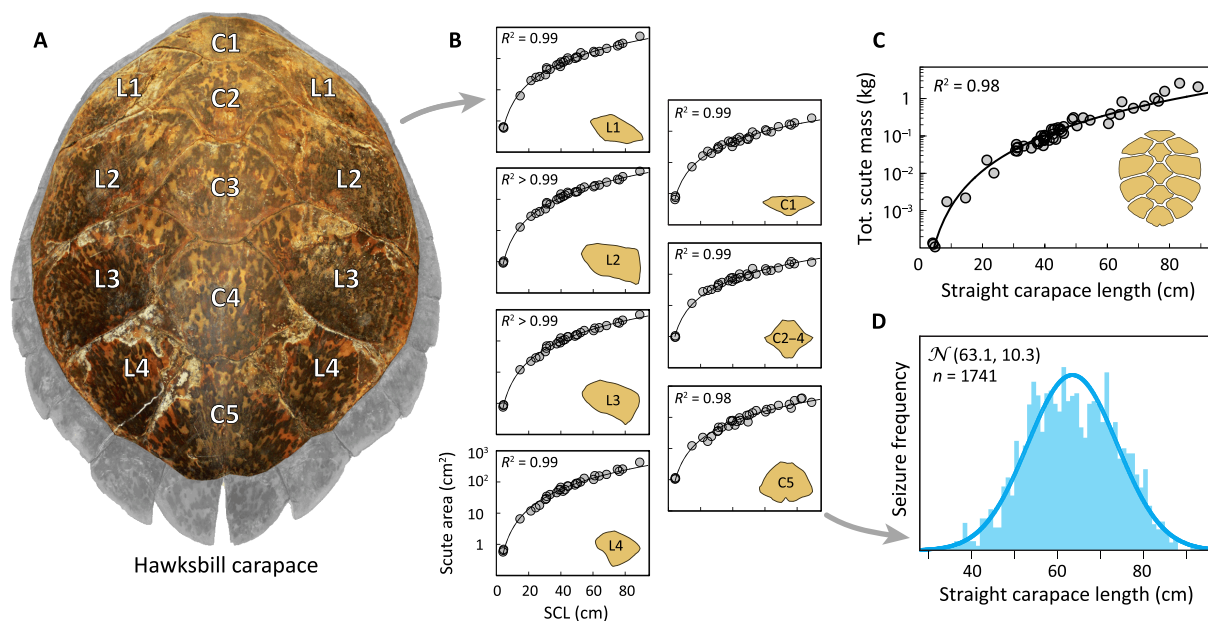 A
C1
L1
L1
C2
L2
C3
L2
L3
C4
L3
L4
C5
L4
Hawksbill carapace
B
R² = 0.99
L1
R² > 0.99
L2
R² > 0.99
L3
R² = 0.99
L4
Scute area (cm²)
10³
10²
10
1
0 20 40 60 80
SCL (cm)
R² = 0.99
C1
R² = 0.99
C2–4
R² = 0.98
C5
C
R² = 0.98
Tot. scute mass (kg)
1
10⁻¹
10⁻²
10⁻³
0 20 40 60 80
Straight carapace length (cm)
D
𝒩 (63.1, 10.3)
n = 1741
Seizure frequency
40 60 80
Straight carapace length (cm)